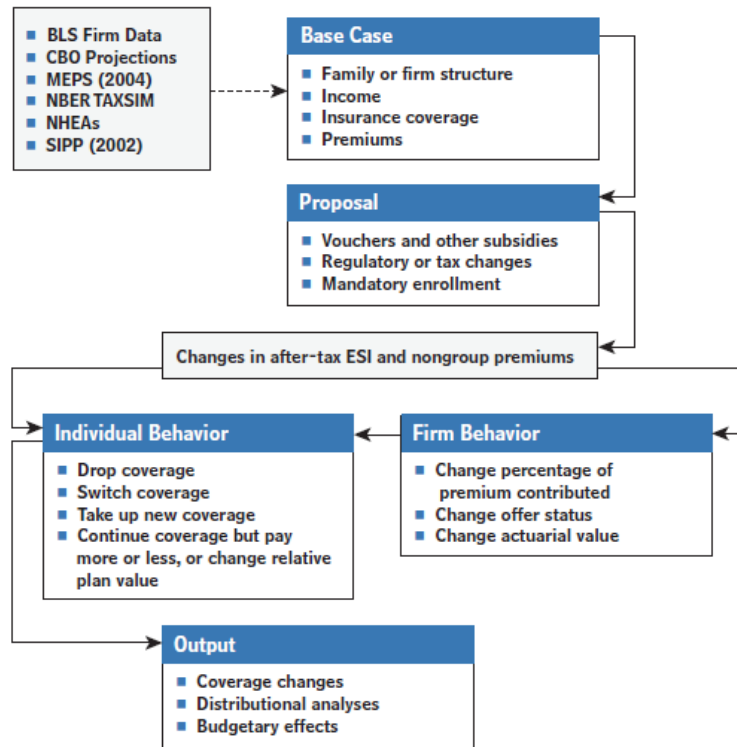 BLS Firm Data
CBO Projections
MEPS (2004)
NBER TAXSIM
NHEAs
SIPP (2002)
Base Case
Family or firm structure
Income
Insurance coverage
Premiums
Proposal
Vouchers and other subsidies
Regulatory or tax changes
Mandatory enrollment
Changes in after-tax ESI and nongroup premiums
Individual Behavior
Drop coverage
Switch coverage
Take up new coverage
Continue coverage but pay
more or less, or change relative
plan value
Firm Behavior
Change percentage of
premium contributed
Change offer status
Change actuarial value
Output
Coverage changes
Distributional analyses
Budgetary effects